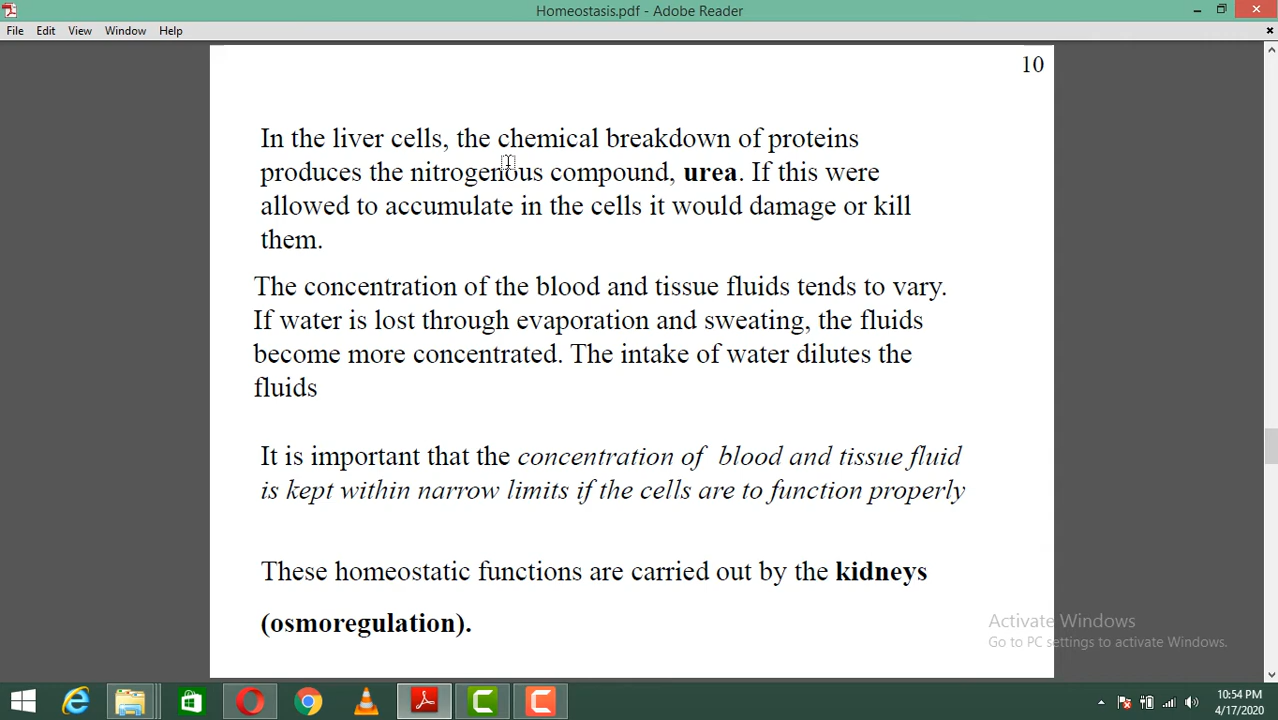 Homeostasis.pdf - Adobe Reader
File Edit View Window Help
10
In the liver cells, the chemical breakdown of proteins
produces the nitrogenous compound, urea. If this were
allowed to accumulate in the cells it would damage or kill
them.
The concentration of the blood and tissue fluids tends to vary.
If water is lost through evaporation and sweating, the fluids
become more concentrated. The intake of water dilutes the
fluids
It is important that the concentration of blood and tissue fluid
is kept within narrow limits if the cells are to function properly
These homeostatic functions are carried out by the kidneys
(osmoregulation).
Activate Windows
Go to PC settings to activate Windows.
10:54 PM
4/17/2020